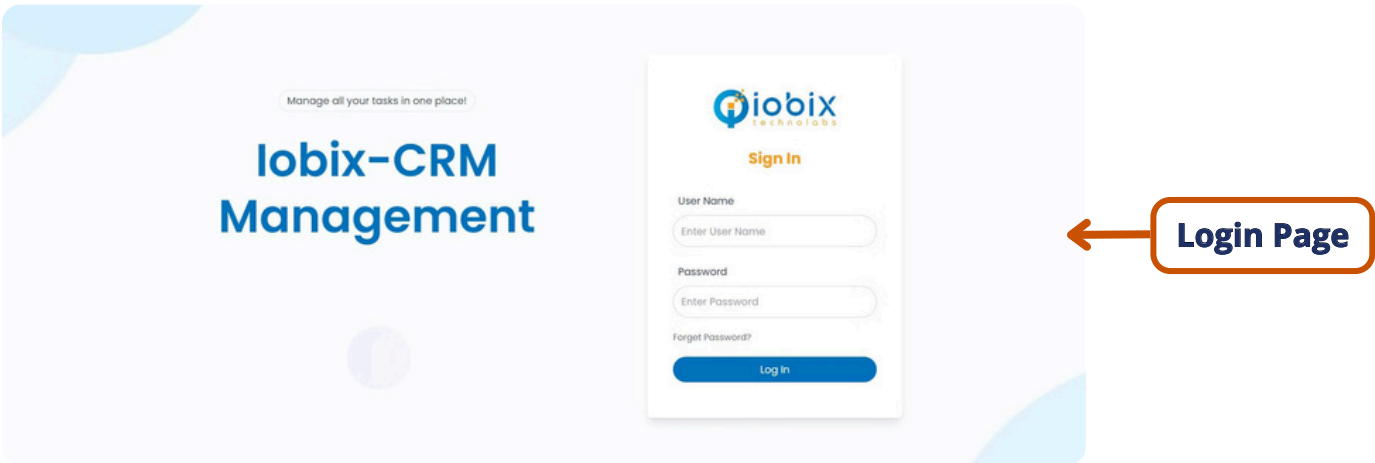 Manage all your tasks in one place!
Iobix-CRM
Management
iobix
technolabs
Sign In
User Name
Enter User Name
Password
Enter Password
Forget Password?
Log In
Login Page